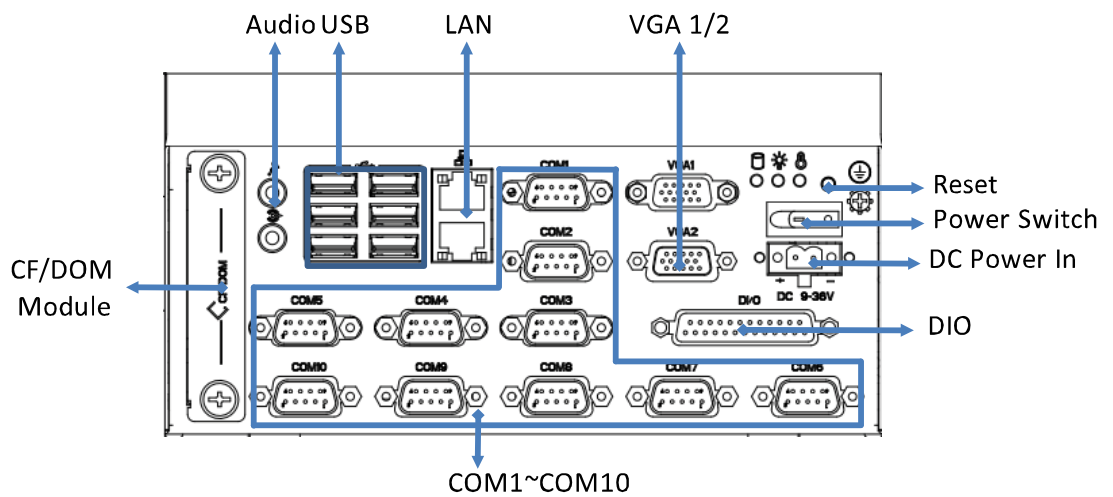 Audio USB LAN VGA 1/2
COM1 VGA1
Reset
Power Switch
COM2 VGA2
DC Power In
CF/DOM
Module
CF/DOM
+ DC 9-36V −
COM5 COM4 COM3 DI/O
DIO
COM10 COM9 COM8 COM7 COM6
COM1~COM10